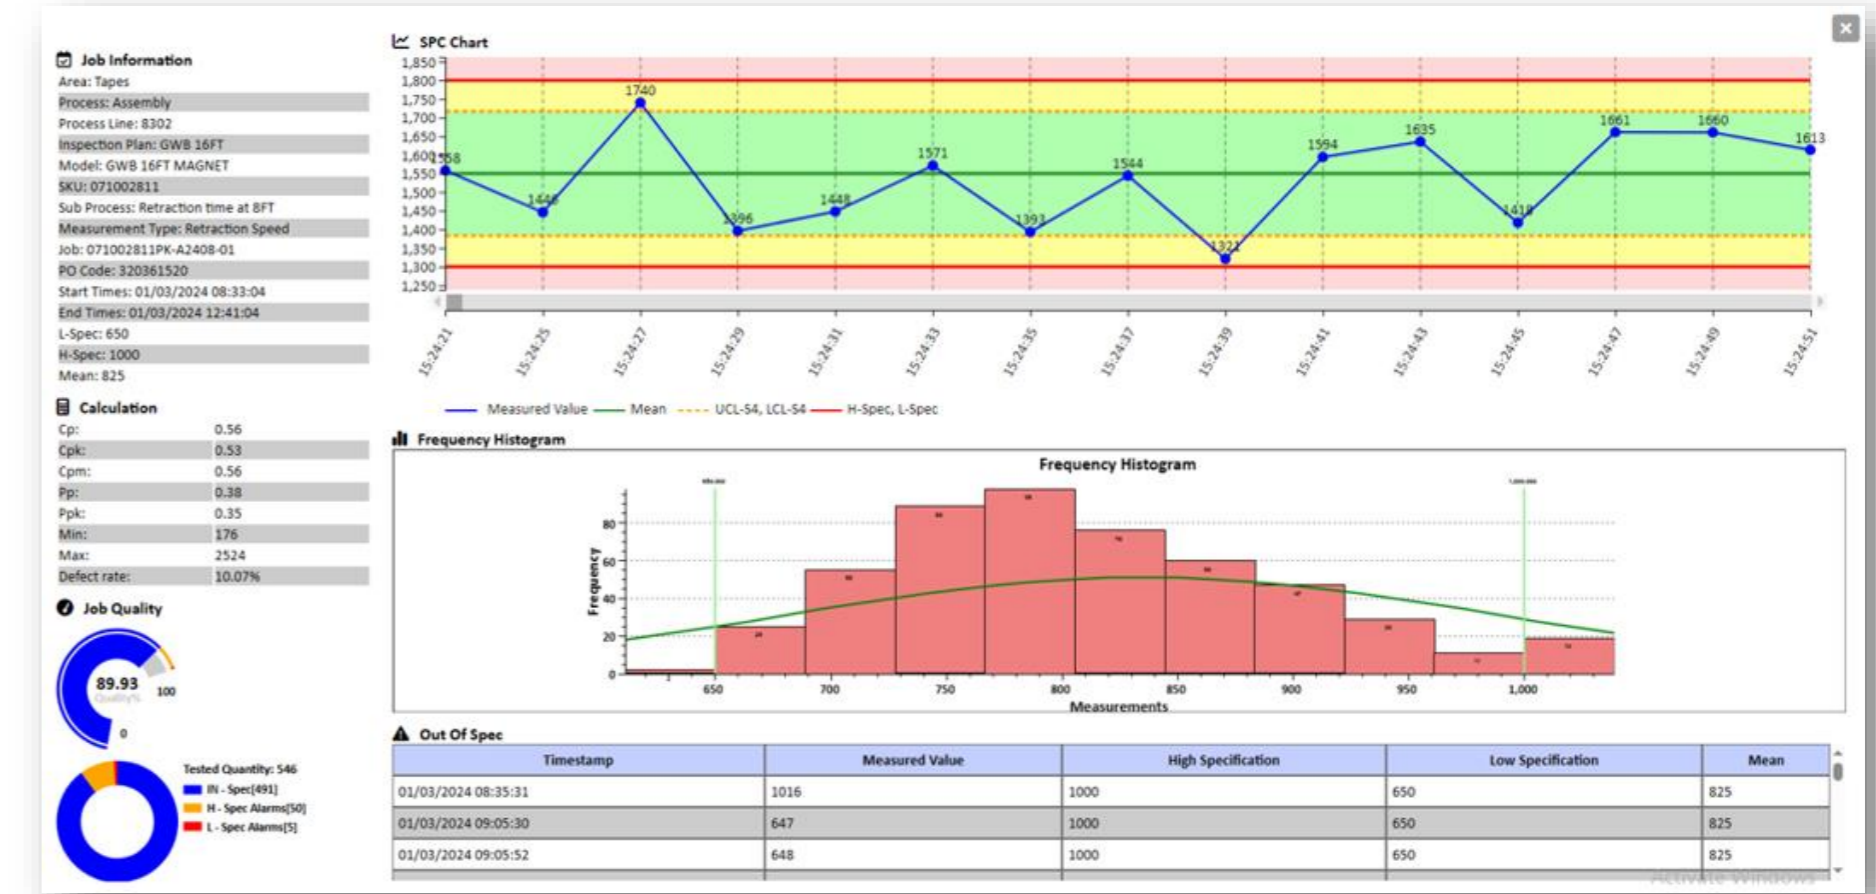 Job Information
Area: Tapes
Process: Assembly
Process Line: 8302
Inspection Plan: GWB 16FT
Model: GWB 16FT MAGNET
SKU: 071002811
Sub Process: Retraction time at 8FT
Measurement Type: Retraction Speed
Job: 071002811PK-A2408-01
PO Code: 320361520
Start Times: 01/03/2024 08:33:04
End Times: 01/03/2024 12:41:04
L-Spec: 650
H-Spec: 1000
Mean: 825
Calculation
Cp: 0.56
Cpk: 0.53
Cpm: 0.56
Pp: 0.38
Ppk: 0.35
Min: 176
Max: 2524
Defect rate: 10.07%
Job Quality
89.93
Quality%
100
0
Tested Quantity: 546
IN - Spec[491]
H - Spec Alarms[50]
L - Spec Alarms[5]
SPC Chart
1,850
1,800
1,750
1,700
1,650
1,600
1,550
1,500
1,450
1,400
1,350
1,300
1,250
1740
1396
1448
1571
1393
1544
1321
1594
1635
1661
1660
1613
15:24:21 15:24:25 15:24:27 15:24:29 15:24:31 15:24:33 15:24:35 15:24:37 15:24:39 15:24:41 15:24:43 15:24:45 15:24:47 15:24:49 15:24:51
Measured Value Mean UCL-S4, LCL-S4 H-Spec, L-Spec
Frequency Histogram
Frequency Histogram
Frequency
80
60
40
20
0
650 700 750 800 850 900 950 1,000
Measurements
Out Of Spec
Timestamp Measured Value High Specification Low Specification Mean
01/03/2024 08:35:31 1016 1000 650 825
01/03/2024 09:05:30 647 1000 650 825
01/03/2024 09:05:52 648 1000 650 825
Activate Windows